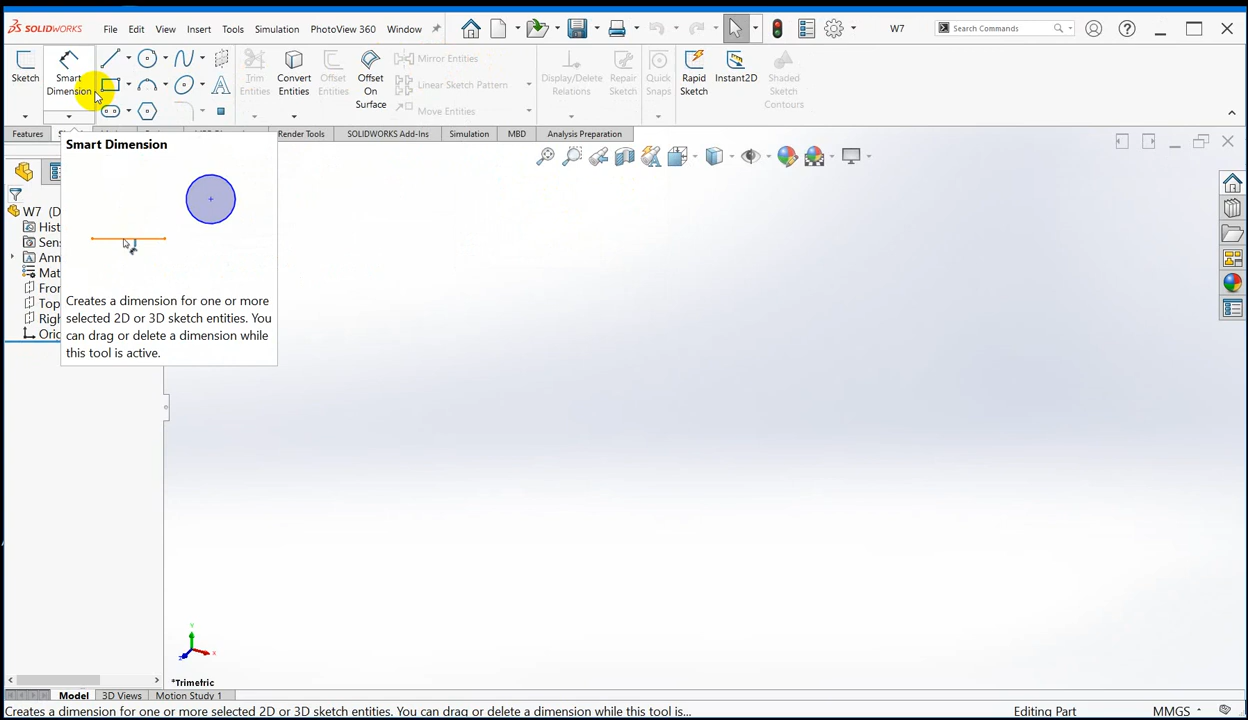 SOLIDWORKS File Edit View Insert Tools Simulation PhotoView 360 Window W7 Search Commands
Sketch Smart Dimension Trim Entities Convert Entities Offset Entities Offset On Surface Mirror Entities Linear Sketch Pattern Move Entities Display/Delete Relations Repair Sketch Quick Snaps Rapid Sketch Instant2D Shaded Sketch Contours
Features Render Tools SOLIDWORKS Add-Ins Simulation MBD Analysis Preparation
Smart Dimension
W7 (D
Hist
Sens
Ann
Mat
Fron
Top
Righ
Orig
Creates a dimension for one or more
selected 2D or 3D sketch entities. You
can drag or delete a dimension while
this tool is active.
Y
X
Z
*Trimetric
Model 3D Views Motion Study 1
Creates a dimension for one or more selected 2D or 3D sketch entities. You can drag or delete a dimension while this tool is... Editing Part MMGS